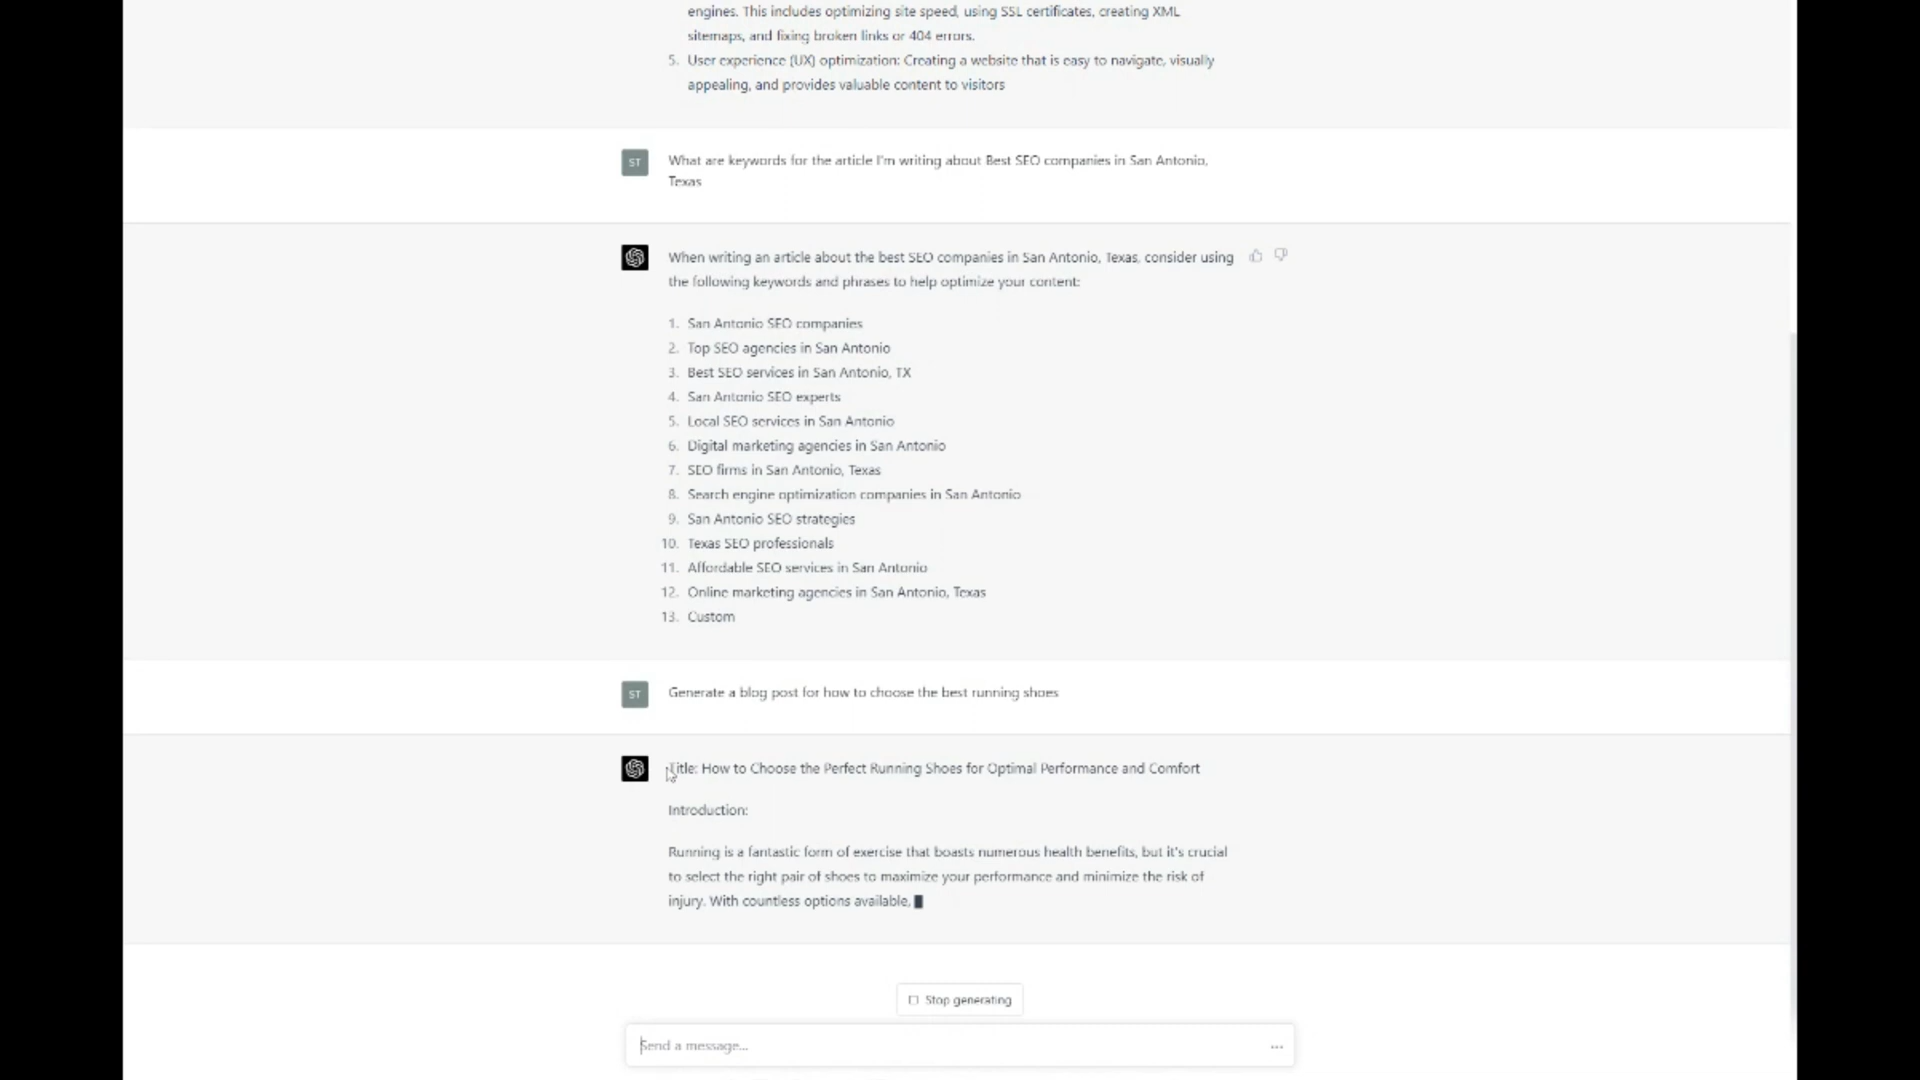 engines. This includes optimizing site speed, using SSL certificates, creating XML
sitemaps, and fixing broken links or 404 errors.
5. User experience (UX) optimization: Creating a website that is easy to navigate, visually
appealing, and provides valuable content to visitors
ST
What are keywords for the article I'm writing about Best SEO companies in San Antonio,
Texas
When writing an article about the best SEO companies in San Antonio, Texas, consider using
the following keywords and phrases to help optimize your content:
1. San Antonio SEO companies
2. Top SEO agencies in San Antonio
3. Best SEO services in San Antonio, TX
4. San Antonio SEO experts
5. Local SEO services in San Antonio
6. Digital marketing agencies in San Antonio
7. SEO firms in San Antonio, Texas
8. Search engine optimization companies in San Antonio
9. San Antonio SEO strategies
10. Texas SEO professionals
11. Affordable SEO services in San Antonio
12. Online marketing agencies in San Antonio, Texas
13. Custom
ST
Generate a blog post for how to choose the best running shoes
Title: How to Choose the Perfect Running Shoes for Optimal Performance and Comfort
Introduction:
Running is a fantastic form of exercise that boasts numerous health benefits, but it's crucial
to select the right pair of shoes to maximize your performance and minimize the risk of
injury. With countless options available,
Stop generating
Send a message...